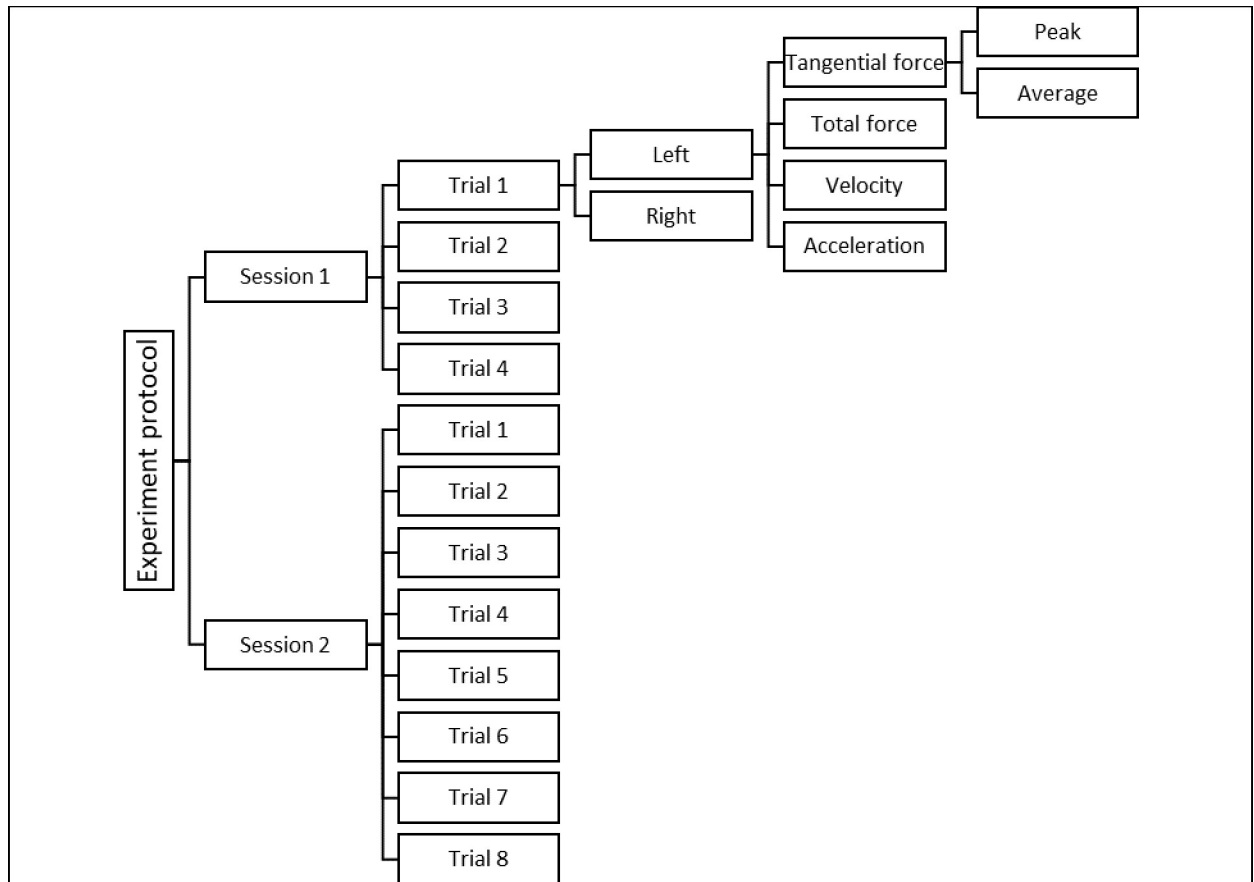 Experiment protocol
Session 1
Trial 1
Left
Tangential force
Peak
Average
Total force
Velocity
Acceleration
Right
Trial 2
Trial 3
Trial 4
Session 2
Trial 1
Trial 2
Trial 3
Trial 4
Trial 5
Trial 6
Trial 7
Trial 8